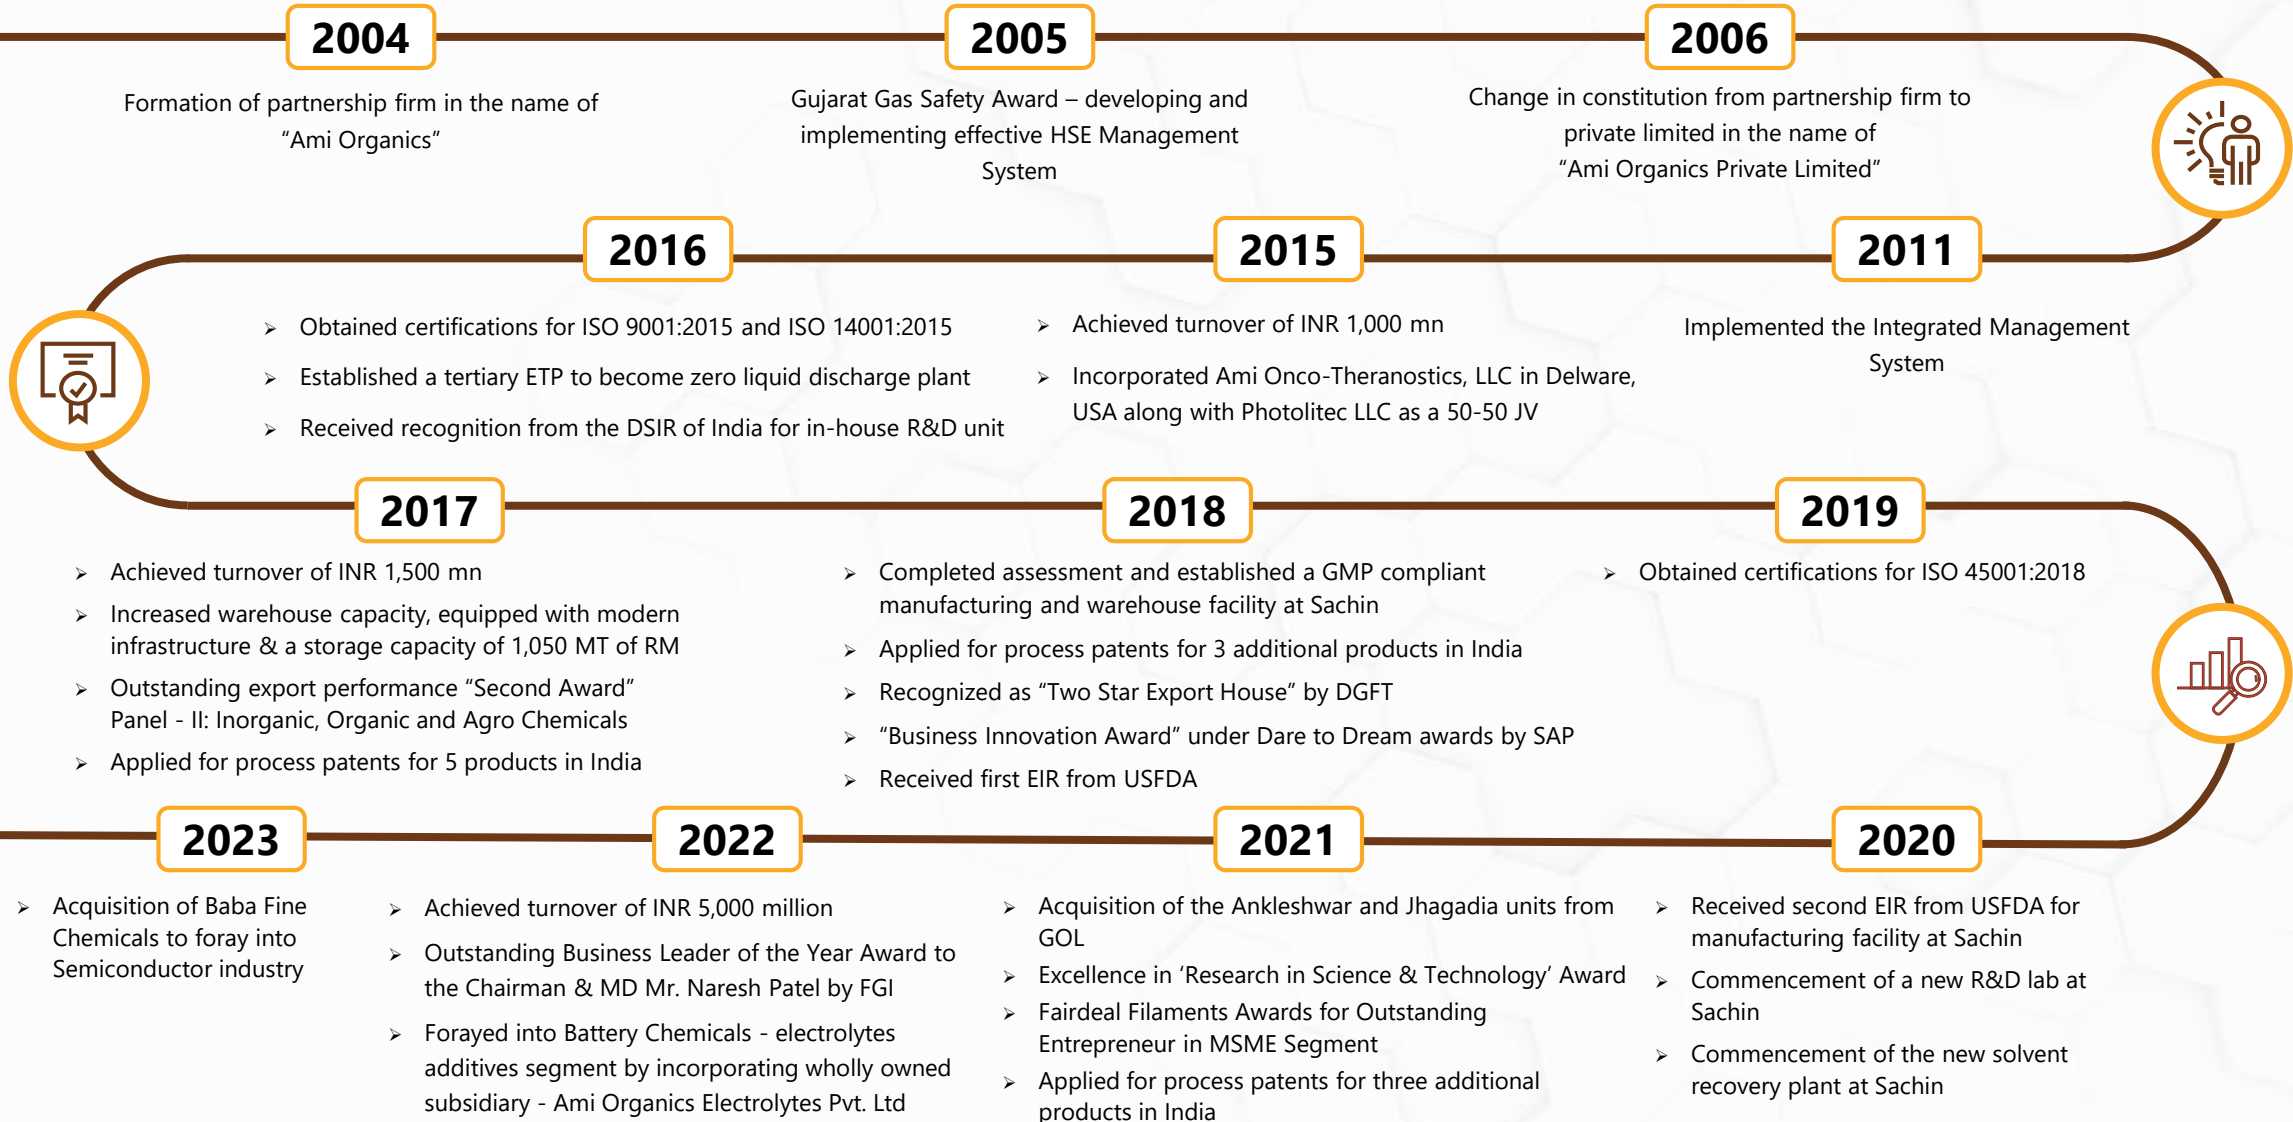 2004
Formation of partnership firm in the name of
“Ami Organics”
2005
Gujarat Gas Safety Award – developing and
implementing effective HSE Management
System
2006
Change in constitution from partnership firm to
private limited in the name of
“Ami Organics Private Limited”
2011
Implemented the Integrated Management
System
2015
➢ Achieved turnover of INR 1,000 mn
➢ Incorporated Ami Onco-Theranostics, LLC in Delware,
USA along with Photolitec LLC as a 50-50 JV
2016
➢ Obtained certifications for ISO 9001:2015 and ISO 14001:2015
➢ Established a tertiary ETP to become zero liquid discharge plant
➢ Received recognition from the DSIR of India for in-house R&D unit
2017
➢ Achieved turnover of INR 1,500 mn
➢ Increased warehouse capacity, equipped with modern
infrastructure & a storage capacity of 1,050 MT of RM
➢ Outstanding export performance “Second Award”
Panel - II: Inorganic, Organic and Agro Chemicals
➢ Applied for process patents for 5 products in India
2018
➢ Completed assessment and established a GMP compliant
manufacturing and warehouse facility at Sachin
➢ Applied for process patents for 3 additional products in India
➢ Recognized as “Two Star Export House” by DGFT
➢ “Business Innovation Award” under Dare to Dream awards by SAP
➢ Received first EIR from USFDA
2019
➢ Obtained certifications for ISO 45001:2018
2020
➢ Received second EIR from USFDA for
manufacturing facility at Sachin
➢ Commencement of a new R&D lab at
Sachin
➢ Commencement of the new solvent
recovery plant at Sachin
2021
➢ Acquisition of the Ankleshwar and Jhagadia units from
GOL
➢ Excellence in ‘Research in Science & Technology’ Award
➢ Fairdeal Filaments Awards for Outstanding
Entrepreneur in MSME Segment
➢ Applied for process patents for three additional
products in India
2022
➢ Achieved turnover of INR 5,000 million
➢ Outstanding Business Leader of the Year Award to
the Chairman & MD Mr. Naresh Patel by FGI
➢ Forayed into Battery Chemicals - electrolytes
additives segment by incorporating wholly owned
subsidiary - Ami Organics Electrolytes Pvt. Ltd
2023
➢ Acquisition of Baba Fine
Chemicals to foray into
Semiconductor industry